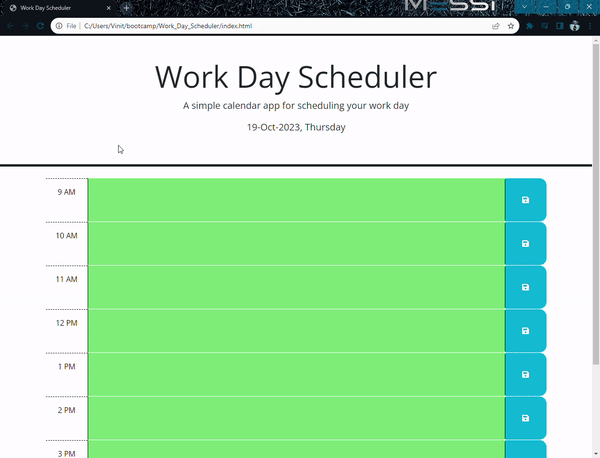 MESSI
Work Day Scheduler
File
C:/Users/Vinit/bootcamp/Work_Day_Scheduler/index.html
Work Day Scheduler
A simple calendar app for scheduling your work day
19-Oct-2023, Thursday
9 AM
10 AM
11 AM
12 PM
1 PM
2 PM
3 PM